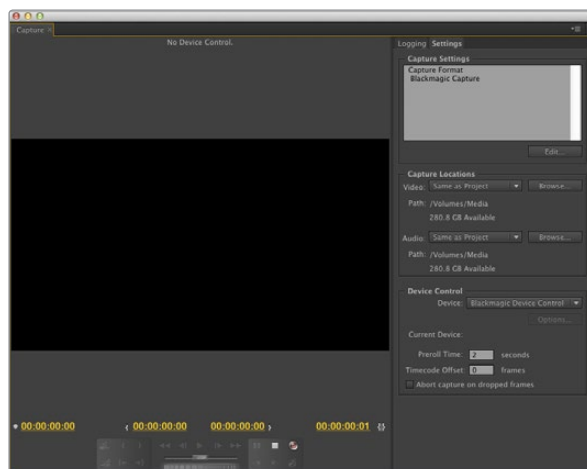 Capture
No Device Control.
Logging Settings
Capture Settings
Capture Format
Blackmagic Capture
Edit...
Capture Locations
Video: Same as Project Browse...
Path: /Volumes/Media
280.8 GB Available
Audio: Same as Project Browse...
Path: /Volumes/Media
280.8 GB Available
Device Control
Device: Blackmagic Device Control
Options...
Current Device:
Preroll Time: 2 seconds
Timecode Offset: 0 frames
Abort capture on dropped frames
00:00:00:00 00:00:00:00 00:00:00:00 00:00:00:01